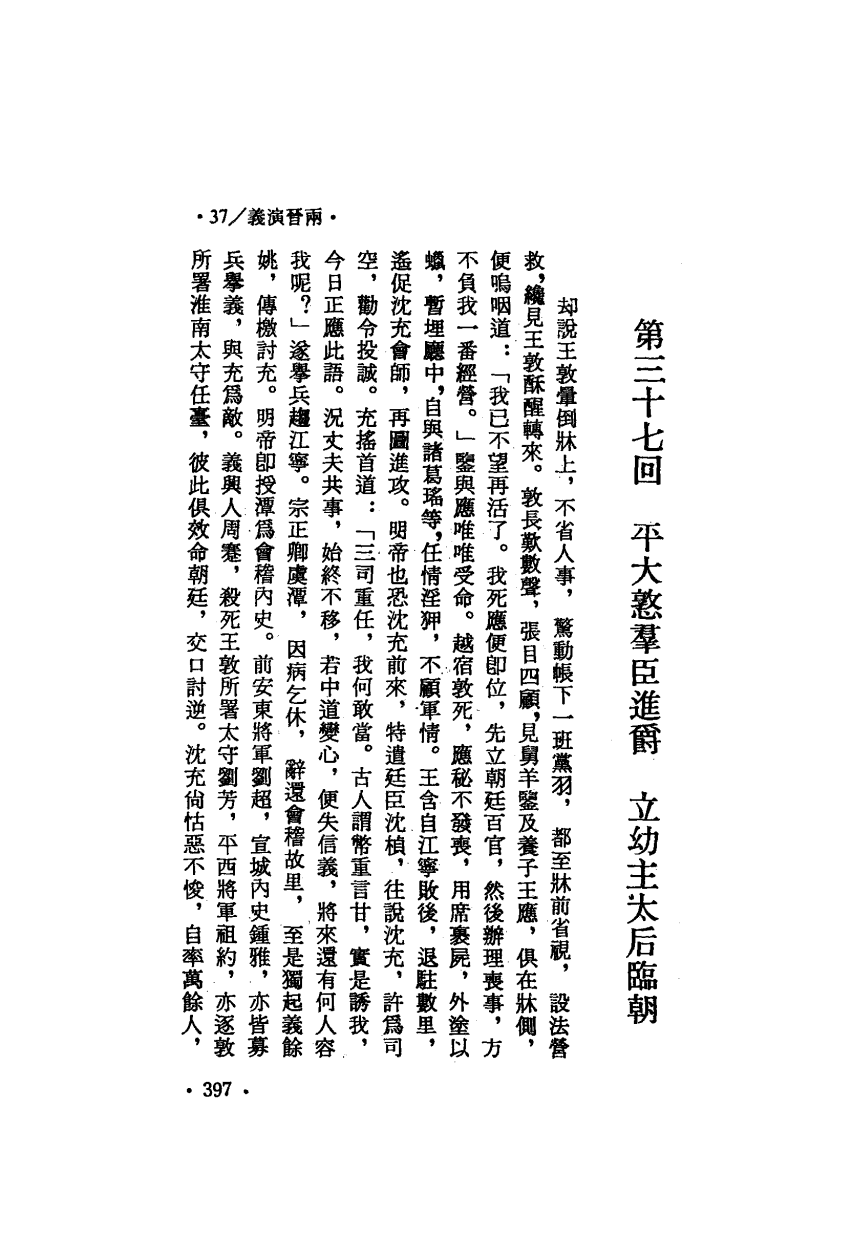 ·37/義演晉兩·
第三十七回　平大憝羣臣進爵　立幼主太后臨朝
却說王敦暈倒牀上，不省人事，驚動帳下一班黨羽，都至牀前省視，設法營
救，纔見王敦酥醒轉來。敦長歎數聲，張目四顧，見舅羊鑒及養子王應，俱在牀側，
便嗚咽道：「我已不望再活了。我死應便卽位，先立朝廷百官，然後辦理喪事，方
不負我一番經營。」鑒與應唯唯受命。越宿敦死，應秘不發喪，用席裹屍，外塗以
蠟，暫埋廳中，自與諸葛瑤等，任情淫狎，不顧軍情。王含自江寧敗後，退駐數里，
遙促沈充會師，再圖進攻。明帝也恐沈充前來，特遣廷臣沈楨，往說沈充，許爲司
空，勸令投誠。充搖首道：「三司重任，我何敢當。古人謂幣重言甘，實是誘我，
今日正應此語。況丈夫共事，始終不移，若中道變心，便失信義，將來還有何人容
我呢？」遂舉兵趨江寧。宗正卿虞潭，因病乞休，辭還會稽故里，至是獨起義餘
姚，傳檄討充。明帝卽授潭爲會稽內史。前安東將軍劉超，宣城內史鍾雅，亦皆募
兵舉義，與充爲敵。義興人周蹇，殺死王敦所署太守劉芳，平西將軍祖約，亦逐敦
所署淮南太守任臺，彼此俱效命朝廷，交口討逆。沈充尙怙惡不悛，自率萬餘人，
·397·